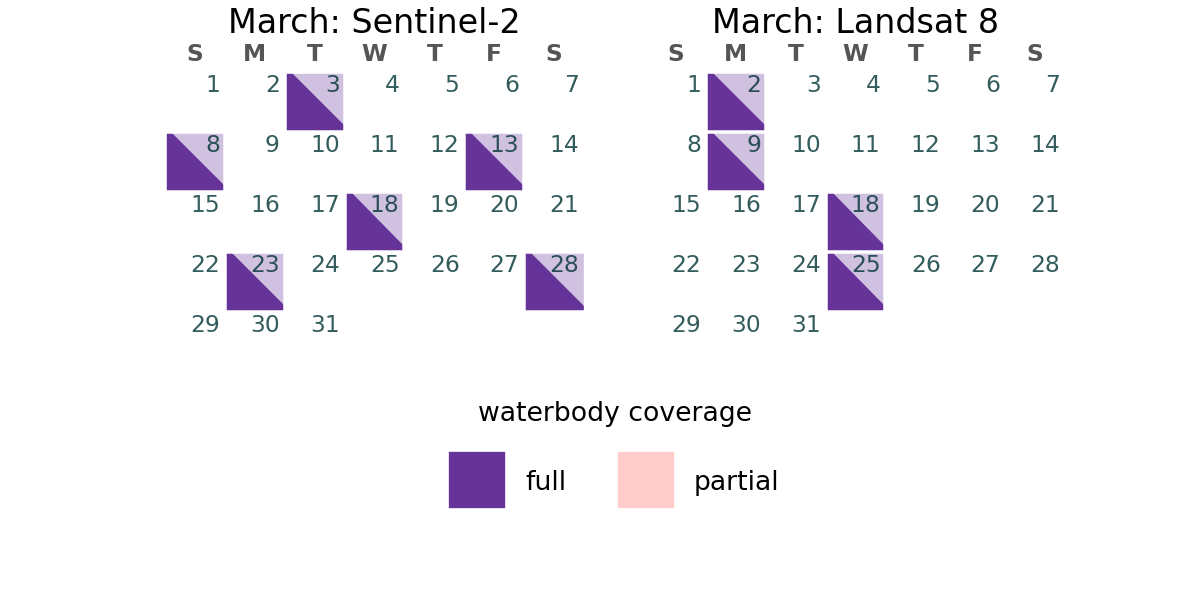 March: Sentinel-2
S M T W T F S
1 2 3 4 5 6 7
8 9 10 11 12 13 14
15 16 17 18 19 20 21
22 23 24 25 26 27 28
29 30 31
March: Landsat 8
S M T W T F S
1 2 3 4 5 6 7
8 9 10 11 12 13 14
15 16 17 18 19 20 21
22 23 24 25 26 27 28
29 30 31
waterbody coverage
full partial